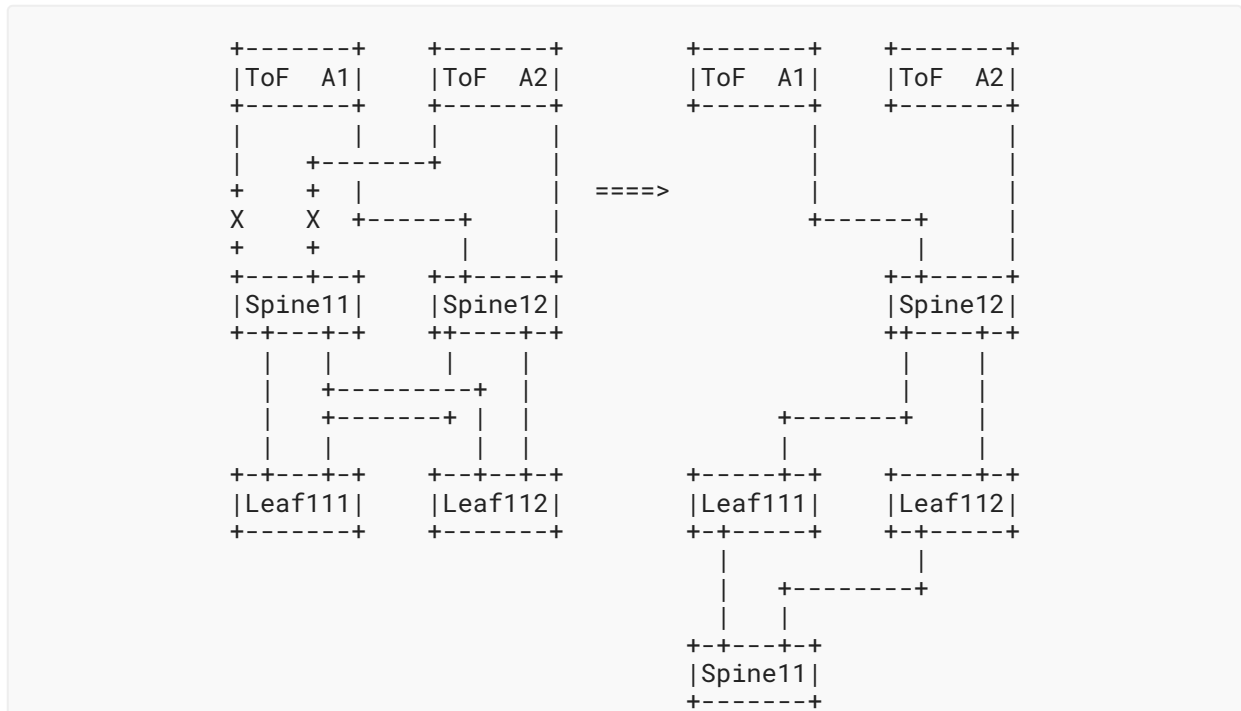 ToF A1 ToF A2 ToF A1 ToF A2
X X ====>
Spine11 Spine12 Spine12
Leaf111 Leaf112 Leaf111 Leaf112
Spine11